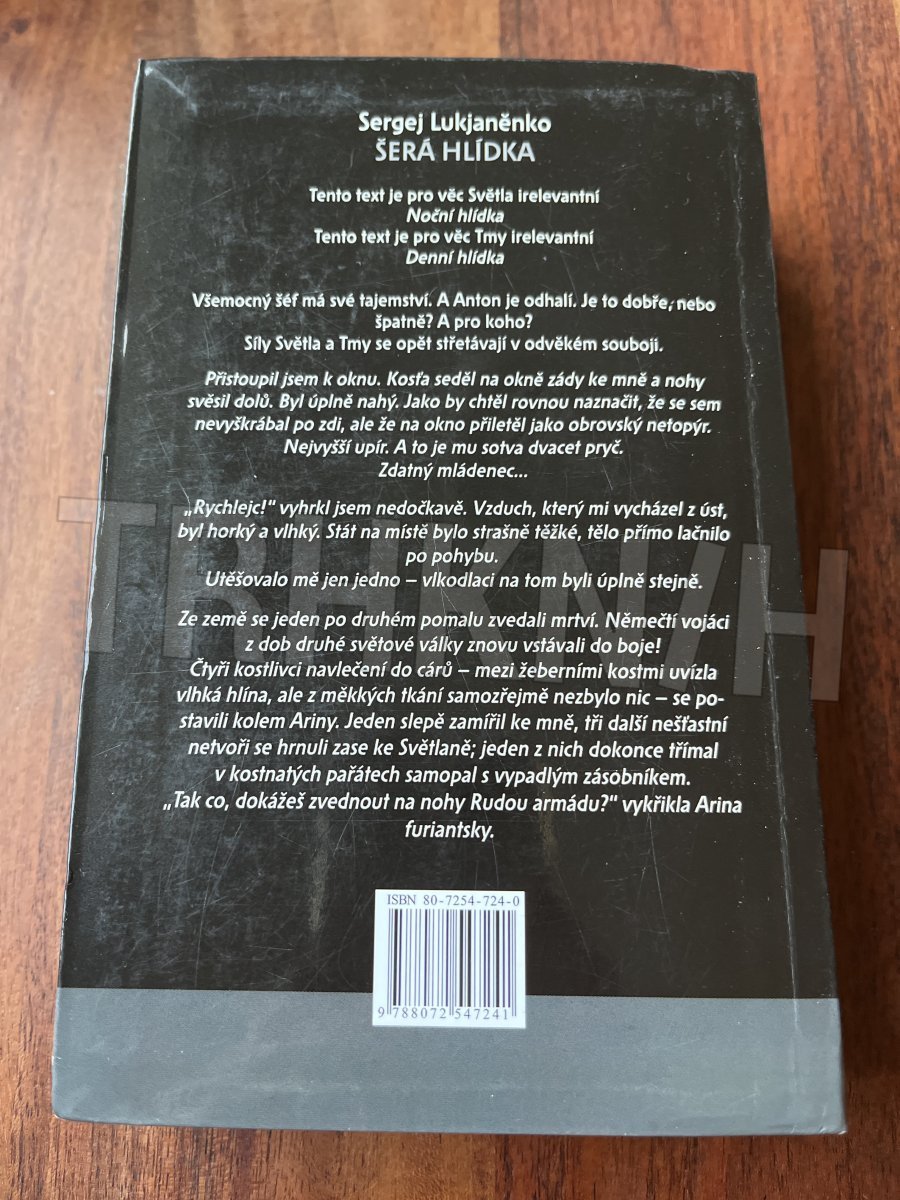 Sergej Lukjaněnko
ŠERÁ HLÍDKA
Tento text je pro věc Světla irelevantní
Noční hlídka
Tento text je pro věc Tmy irelevantní
Denní hlídka
Všemocný šéf má své tajemství. A Anton je odhalí. Je to dobře, nebo
špatně? A pro koho?
Síly Světla a Tmy se opět střetávají v odvěkém souboji.
Přistoupil jsem k oknu. Kosťa seděl na okně zády ke mně a nohy
svěsil dolů. Byl úplně nahý. Jako by chtěl rovnou naznačit, že se sem
nevyškrábal po zdi, ale že na okno přiletěl jako obrovský netopýr.
Nejvyšší upír. A to je mu sotva dvacet pryč.
Zdatný mládenec...
„Rychlejc!“ vyhrkl jsem nedočkavě. Vzduch, který mi vycházel z úst,
byl horký a vlhký. Stát na místě bylo strašně těžké, tělo přímo lačnilo
po pohybu.
Utěšovalo mě jen jedno – vlkodlaci na tom byli úplně stejně.
Ze země se jeden po druhém pomalu zvedali mrtví. Němečtí vojáci
z dob druhé světové války znovu vstávali do boje!
Čtyři kostlivci navlečení do cárů – mezi žeberními kostmi uvízla
vlhká hlína, ale z měkkých tkání samozřejmě nezbylo nic – se po-
stavili kolem Ariny. Jeden slepě zamířil ke mně, tři další nešťastní
netvoři se hrnuli zase ke Světlaně; jeden z nich dokonce třímal
v kostnatých pařátech samopal s vypadlým zásobníkem.
„Tak co, dokážeš zvednout na nohy Rudou armádu?“ vykřikla Arina
furiantsky.
ISBN 80-7254-724-0
9 788072 547241
TRHKNIH